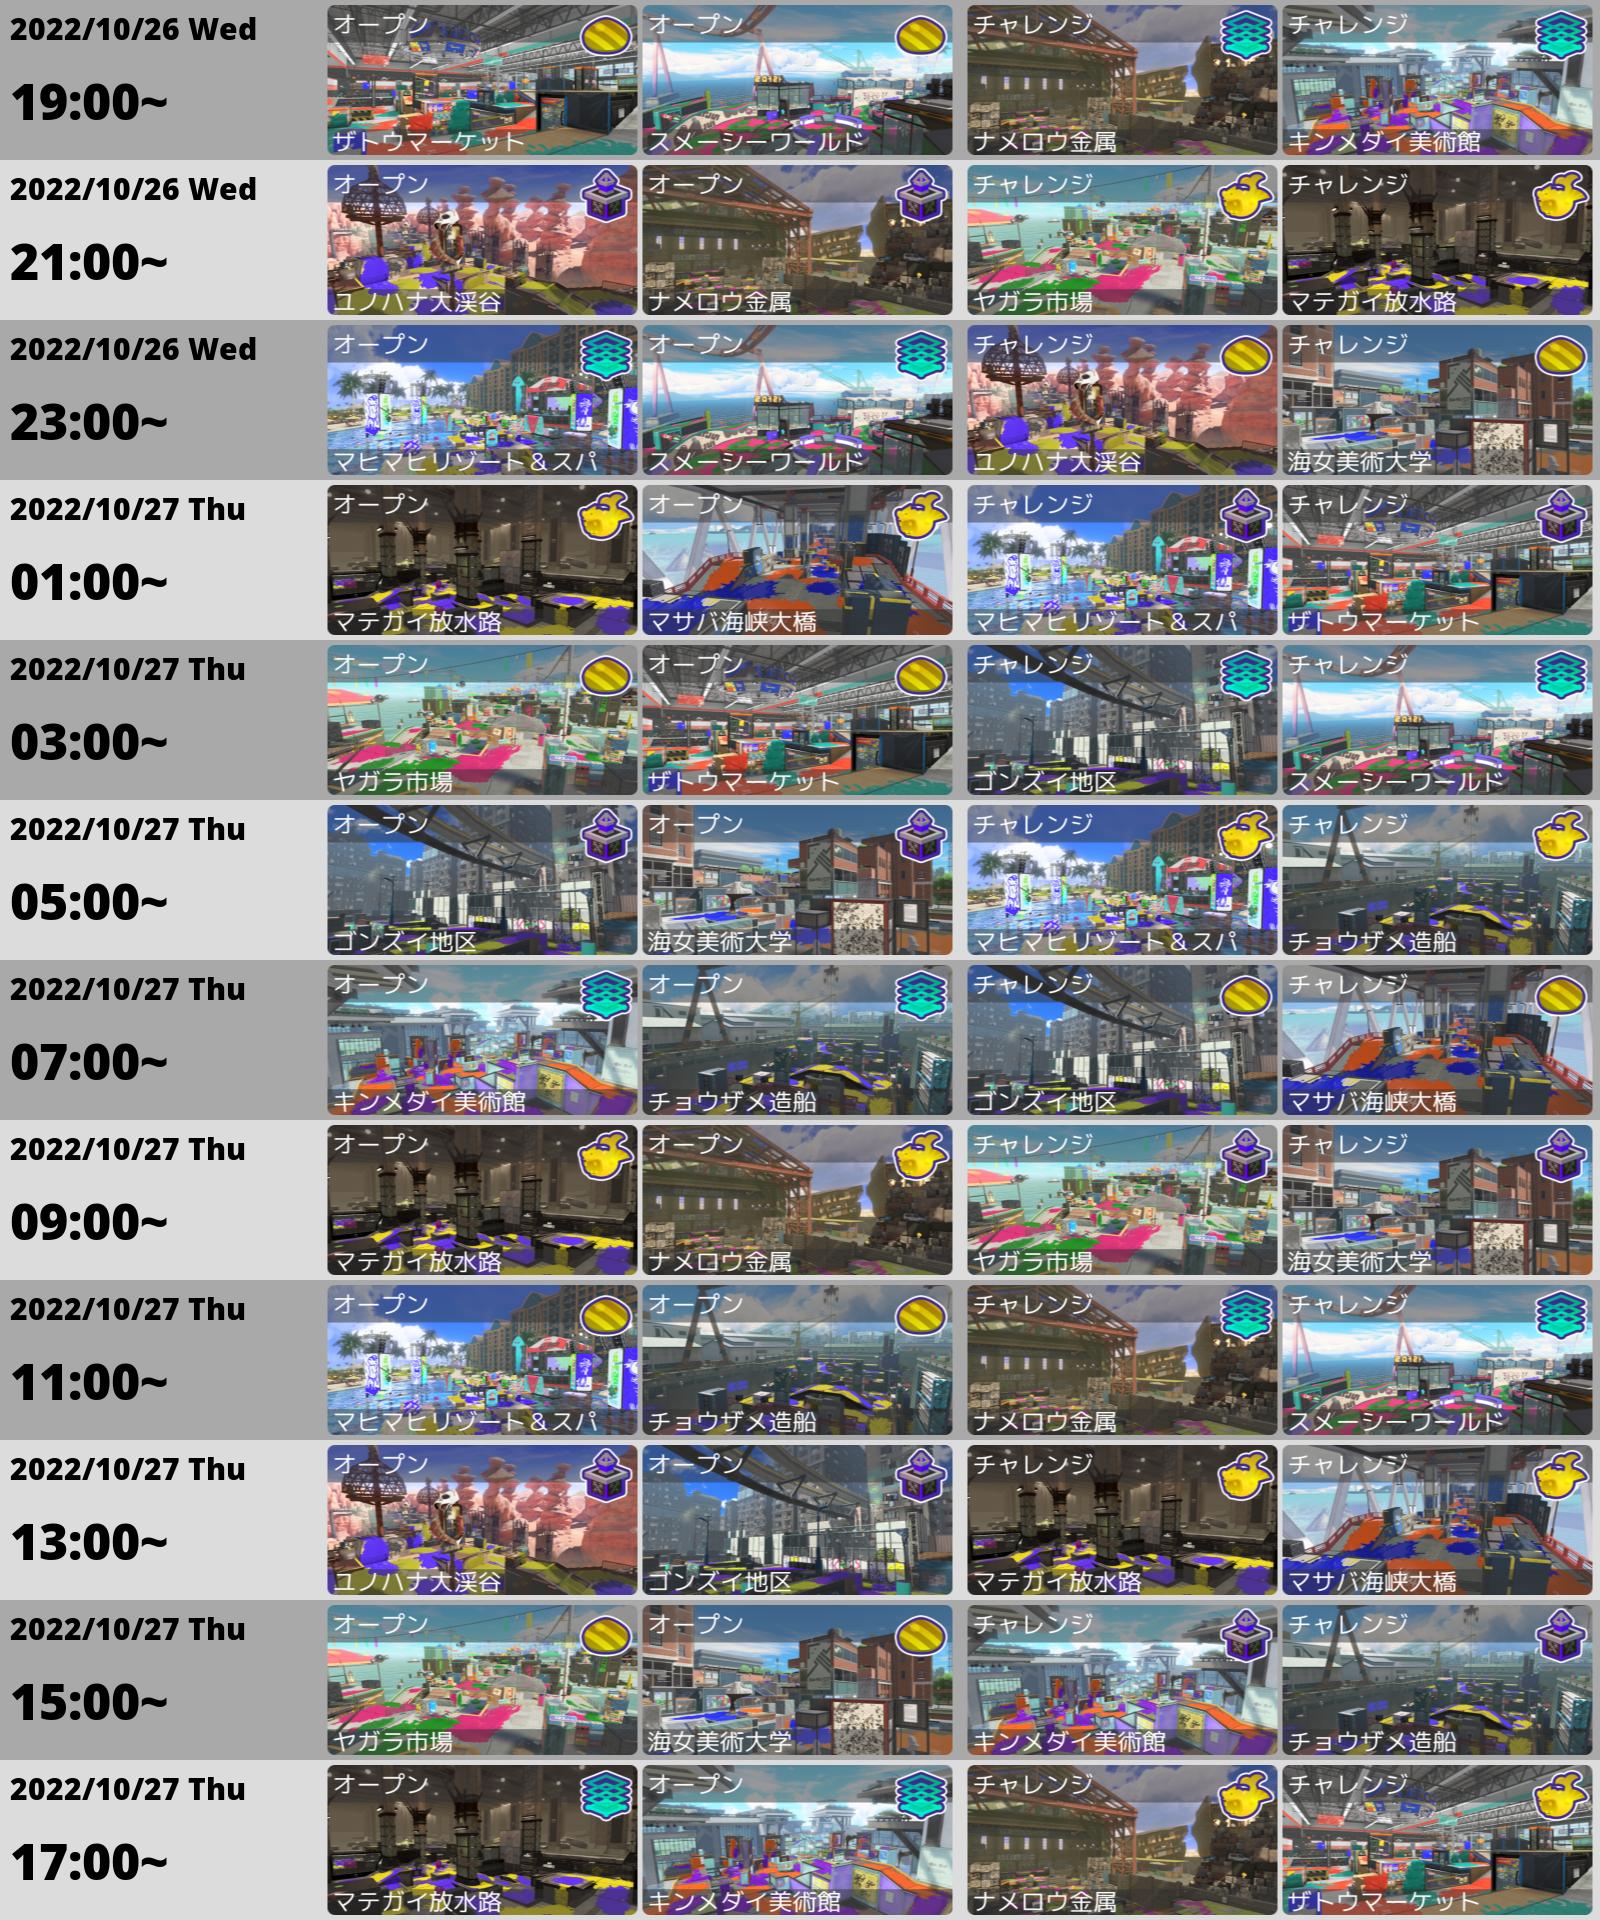 2022/10/26 Wed
19:00~
オープン
ザトウマーケット
オープン
スメーシーワールド
チャレンジ
ナメロウ金属
チャレンジ
キンメダイ美術館
2022/10/26 Wed
21:00~
オープン
ユノハナ大渓谷
オープン
ナメロウ金属
チャレンジ
ヤガラ市場
チャレンジ
マテガイ放水路
2022/10/26 Wed
23:00~
オープン
マヒマヒリゾート＆スパ
オープン
スメーシーワールド
チャレンジ
ユノハナ大渓谷
チャレンジ
海女美術大学
2022/10/27 Thu
01:00~
オープン
マテガイ放水路
オープン
マサバ海峡大橋
チャレンジ
マヒマヒリゾート＆スパ
チャレンジ
ザトウマーケット
2022/10/27 Thu
03:00~
オープン
ヤガラ市場
オープン
ザトウマーケット
チャレンジ
ゴンズイ地区
チャレンジ
スメーシーワールド
2022/10/27 Thu
05:00~
オープン
ゴンズイ地区
オープン
海女美術大学
チャレンジ
マヒマヒリゾート＆スパ
チャレンジ
チョウザメ造船
2022/10/27 Thu
07:00~
オープン
キンメダイ美術館
オープン
チョウザメ造船
チャレンジ
ゴンズイ地区
チャレンジ
マサバ海峡大橋
2022/10/27 Thu
09:00~
オープン
マテガイ放水路
オープン
ナメロウ金属
チャレンジ
ヤガラ市場
チャレンジ
海女美術大学
2022/10/27 Thu
11:00~
オープン
マヒマヒリゾート＆スパ
オープン
チョウザメ造船
チャレンジ
ナメロウ金属
チャレンジ
スメーシーワールド
2022/10/27 Thu
13:00~
オープン
ユノハナ大渓谷
オープン
ゴンズイ地区
チャレンジ
マテガイ放水路
チャレンジ
マサバ海峡大橋
2022/10/27 Thu
15:00~
オープン
ヤガラ市場
オープン
海女美術大学
チャレンジ
キンメダイ美術館
チャレンジ
チョウザメ造船
2022/10/27 Thu
17:00~
オープン
マテガイ放水路
オープン
キンメダイ美術館
チャレンジ
ナメロウ金属
チャレンジ
ザトウマーケット